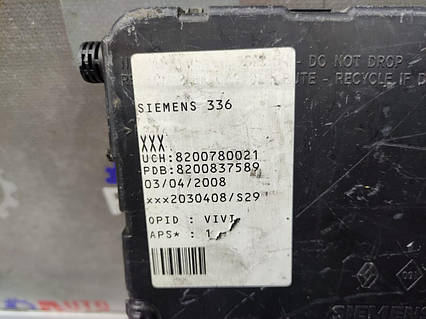 DO NOT DROP -
- RECYCLE IF D
SIEMENS 336
XXX
UCH:8200780021
PDB:8200837589
03/04/2008
xxx2030408/S29
OPID : VIVI
APS* : 1
SIEMENS